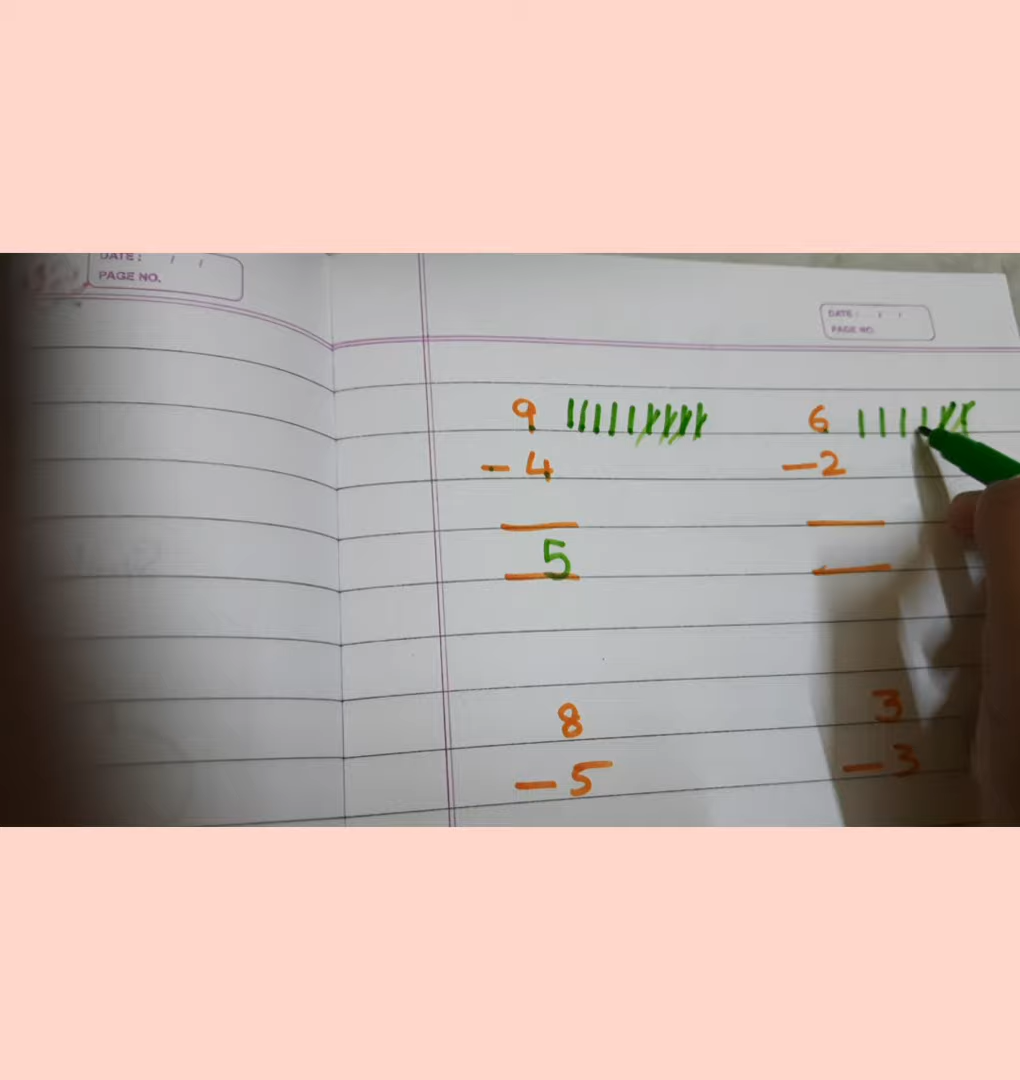 DATE: / /
PAGE NO.
DATE: / /
PAGE NO.
9 6
- 4 - 2
5
8 3
- 5 - 3